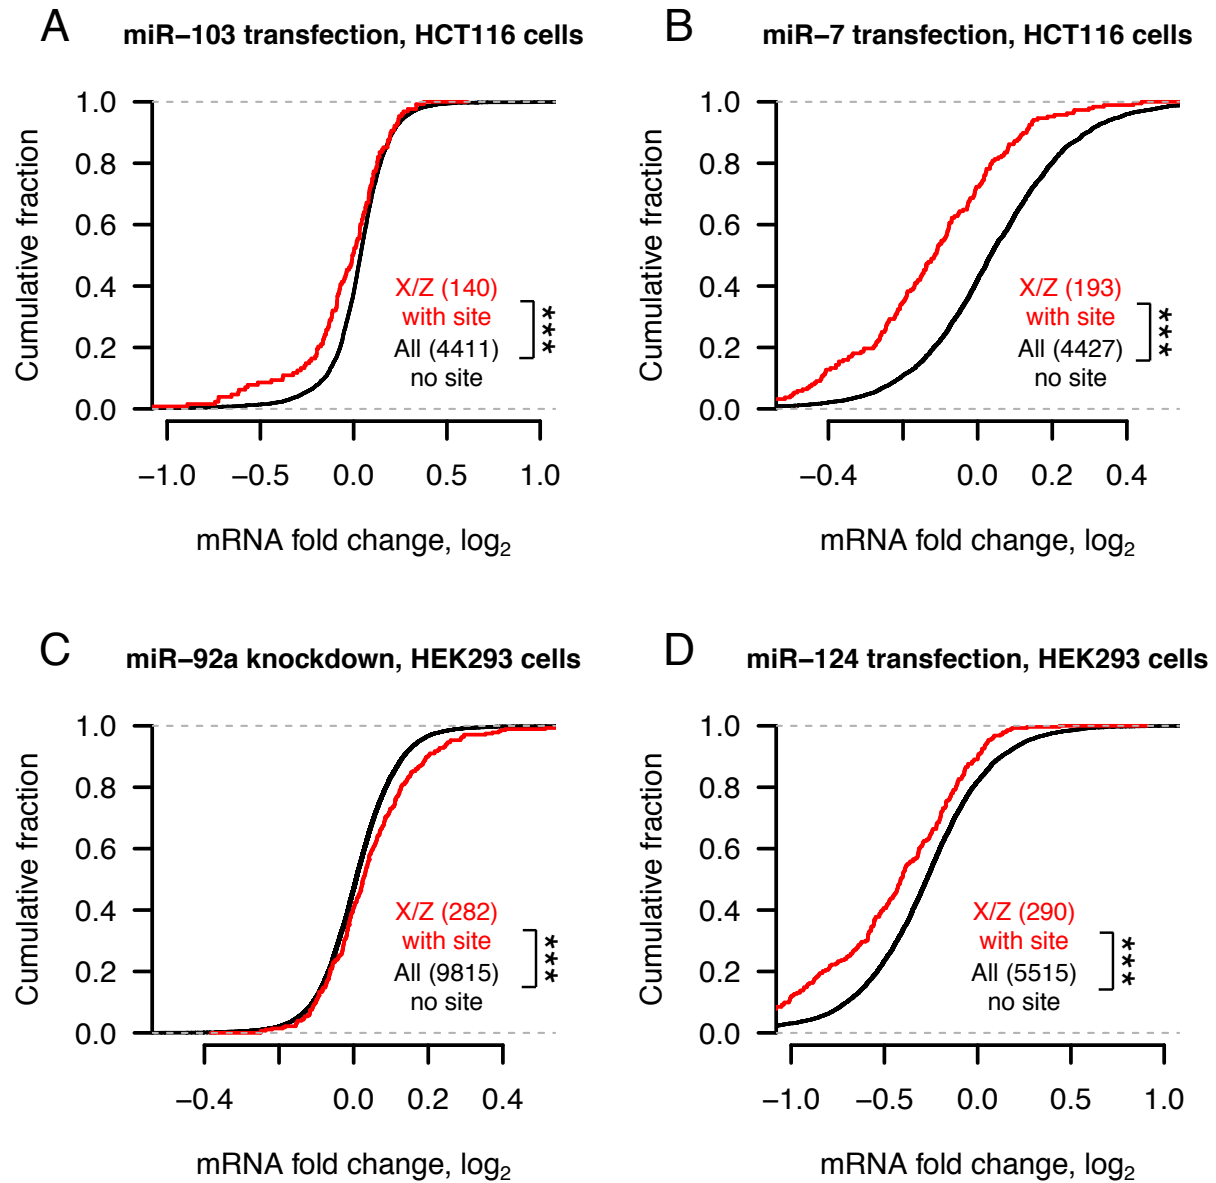 A
miR−103 transfection, HCT116 cells
1.0
0.8
0.6
0.4
0.2
0.0
Cumulative fraction
X/Z (140)
with site
All (4411)
no site
***
−1.0
−0.5
0.0
0.5
1.0
mRNA fold change, log2
B
miR−7 transfection, HCT116 cells
1.0
0.8
0.6
0.4
0.2
0.0
Cumulative fraction
X/Z (193)
with site
All (4427)
no site
***
−0.4
0.0
0.2
0.4
mRNA fold change, log2
C
miR−92a knockdown, HEK293 cells
1.0
0.8
0.6
0.4
0.2
0.0
Cumulative fraction
X/Z (282)
with site
All (9815)
no site
***
−0.4
0.0
0.2
0.4
mRNA fold change, log2
D
miR−124 transfection, HEK293 cells
1.0
0.8
0.6
0.4
0.2
0.0
Cumulative fraction
X/Z (290)
with site
All (5515)
no site
***
−1.0
−0.5
0.0
0.5
1.0
mRNA fold change, log2